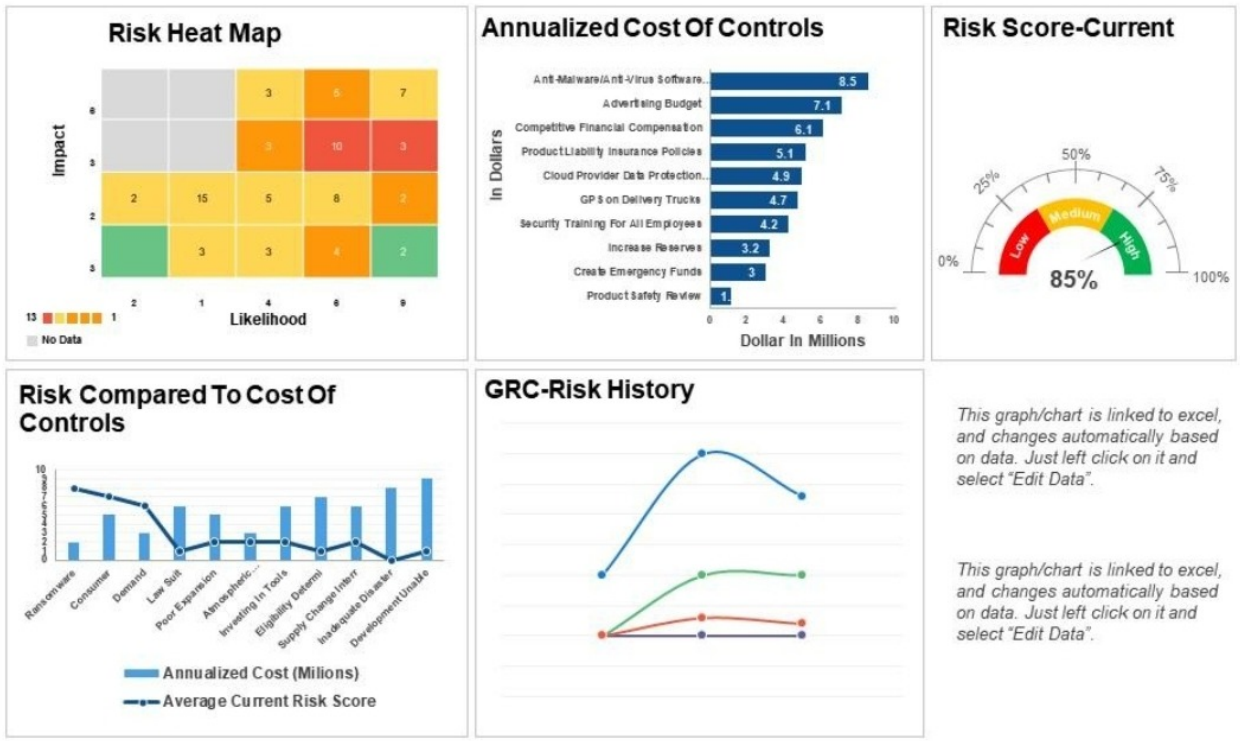 Risk Heat Map
Impact
6
3
5
7
3
3
10
3
2
2
15
5
8
2
3
3
3
4
2
2
1
4
6
9
13
1
Likelihood
No Data
Annualized Cost Of Controls
In Dollars
Anti-Malware/Anti-Virus Software..
8.5
Advertising Budget
7.1
Competitive Financial Compensation
6.1
Product Liability Insurance Policies
5.1
Cloud Provider Data Protection..
4.9
GPS on Delivery Trucks
4.7
Security Training For All Employees
4.2
Increase Reserves
3.2
Create Emergency Funds
3
Product Safety Review
1.
0 2 4 6 8 10
Dollar In Millions
Risk Score-Current
0%
25%
50%
75%
100%
Low
Medium
High
85%
Risk Compared To Cost Of
Controls
10
9
8
7
6
5
4
3
2
1
0
Ransomware
Consumer
Demand
Law Suit
Poor Expansion
Atmospheric...
Investing In Tools
Eligibility Determi
Supply Change Interr
Inadequate Disaster
Development Unable
Annualized Cost (Milions)
Average Current Risk Score
GRC-Risk History
This graph/chart is linked to excel,
and changes automatically based
on data. Just left click on it and
select “Edit Data”.
This graph/chart is linked to excel,
and changes automatically based
on data. Just left click on it and
select “Edit Data”.